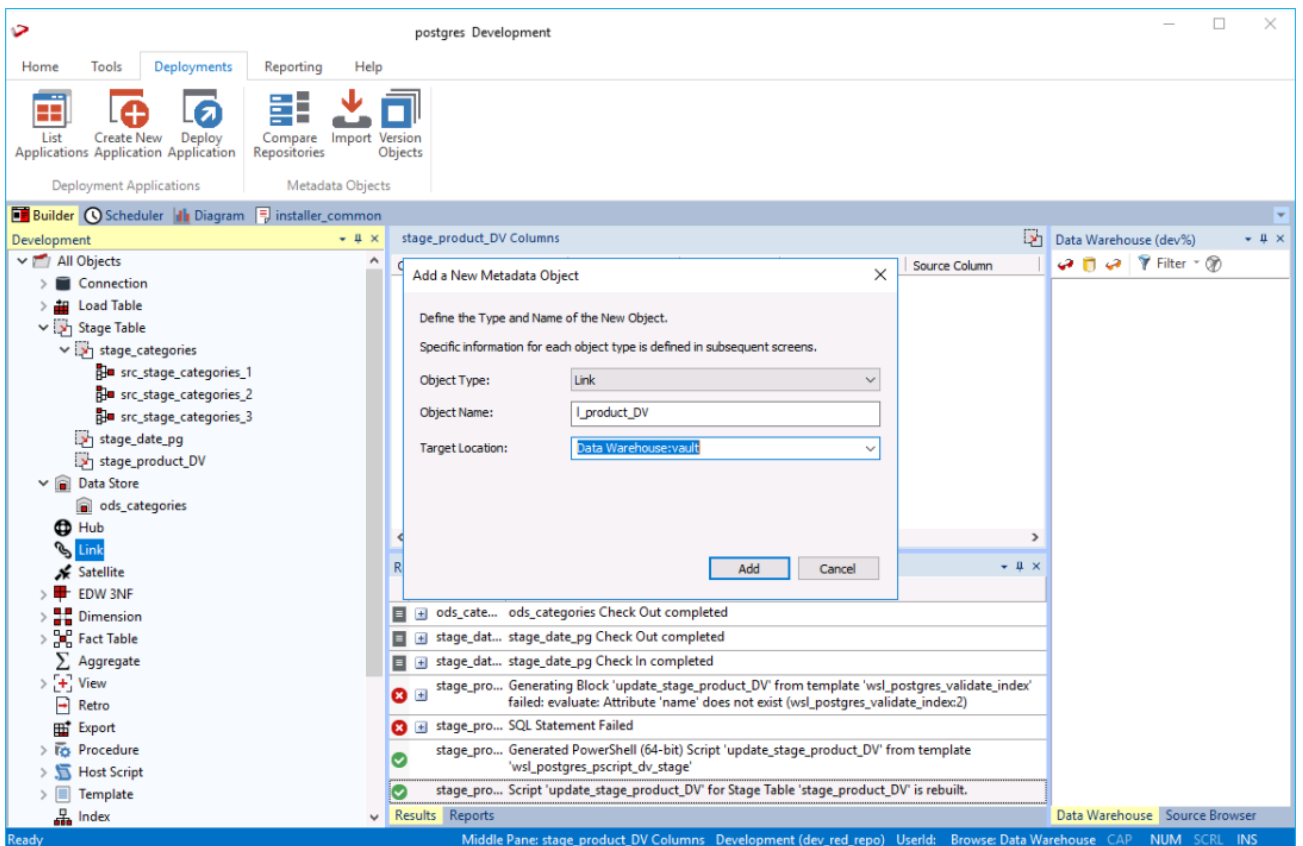 postgres Development
Home Tools Deployments Reporting Help
List Applications
Create New Application
Deploy Application
Compare Repositories
Import
Version Objects
Deployment Applications
Metadata Objects
Builder Scheduler Diagram installer_common
Development
All Objects
Connection
Load Table
Stage Table
stage_categories
src_stage_categories_1
src_stage_categories_2
src_stage_categories_3
stage_date_pg
stage_product_DV
Data Store
ods_categories
Hub
Link
Satellite
EDW 3NF
Dimension
Fact Table
Aggregate
View
Retro
Export
Procedure
Host Script
Template
Index
stage_product_DV Columns
Source Column
Add a New Metadata Object
Define the Type and Name of the New Object.
Specific information for each object type is defined in subsequent screens.
Object Type: Link
Object Name: l_product_DV
Target Location: Data Warehouse:vault
Add Cancel
ods_cate... ods_categories Check Out completed
stage_dat... stage_date_pg Check Out completed
stage_dat... stage_date_pg Check In completed
stage_pro... Generating Block 'update_stage_product_DV' from template 'wsl_postgres_validate_index'
failed: evaluate: Attribute 'name' does not exist (wsl_postgres_validate_index:2)
stage_pro... SQL Statement Failed
stage_pro... Generated PowerShell (64-bit) Script 'update_stage_product_DV' from template
'wsl_postgres_pscript_dv_stage'
stage_pro... Script 'update_stage_product_DV' for Stage Table 'stage_product_DV' is rebuilt.
Results Reports
Data Warehouse (dev%)
Filter
Data Warehouse Source Browser
Ready
Middle Pane: stage_product_DV Columns Development (dev_red_repo) UserId: Browse: Data Warehouse CAP NUM SCRL INS